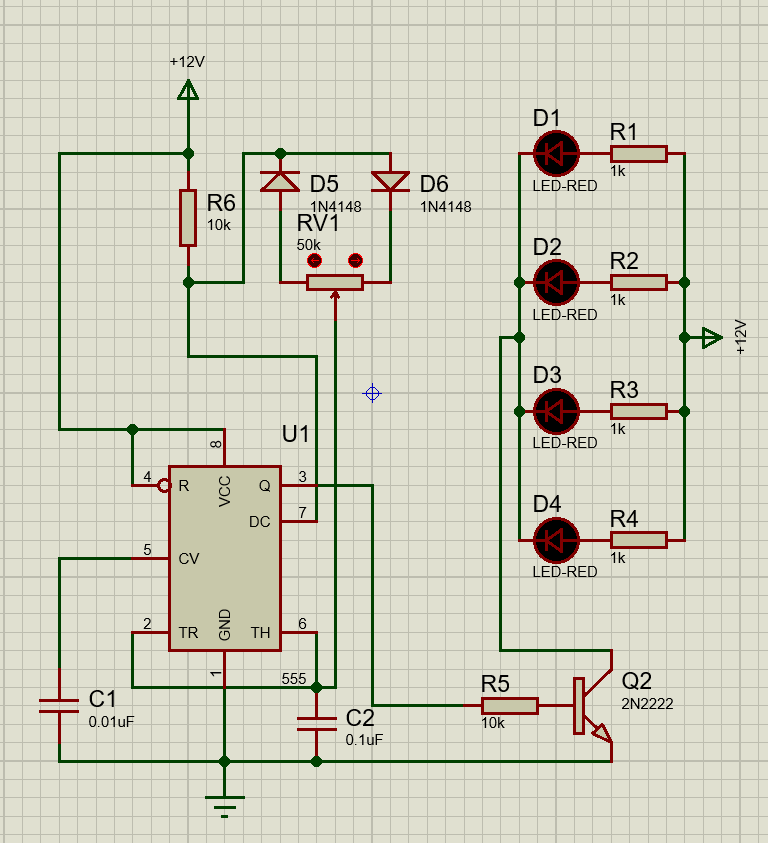 +12V
D1
R1
LED-RED
1k
R6
10k
D5
1N4148
D6
1N4148
RV1
50k
D2
R2
LED-RED
1k
+12V
D3
R3
LED-RED
1k
U1
8
4
R
VCC
Q
3
DC
7
5
CV
D4
R4
LED-RED
1k
2
TR
GND
TH
6
1
555
C1
0.01uF
C2
0.1uF
R5
10k
Q2
2N2222